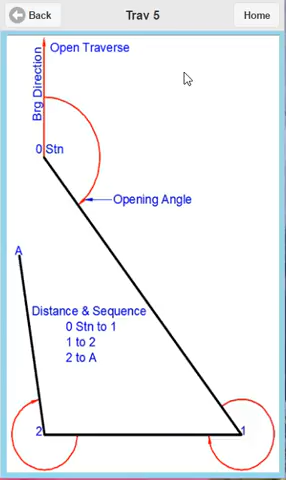 Back
Trav 5
Home
Open Traverse
Brg Direction
0 Stn
Opening Angle
A
Distance & Sequence
0 Stn to 1
1 to 2
2 to A
2
1